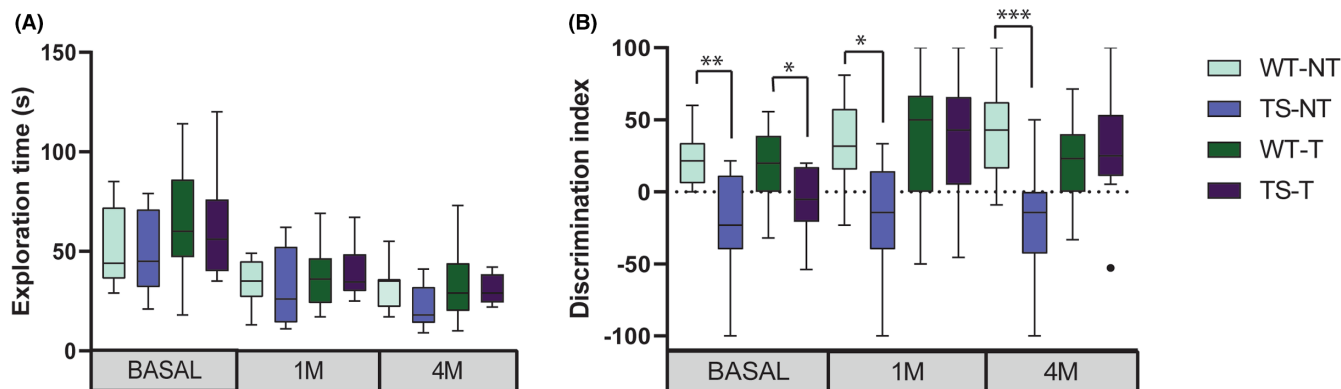 (A)
Exploration time (s)
150
100
50
0
BASAL 1M 4M
(B)
Discrimination index
100
50
0
-50
-100
** * * ***
BASAL 1M 4M
WT-NT
TS-NT
WT-T
TS-T